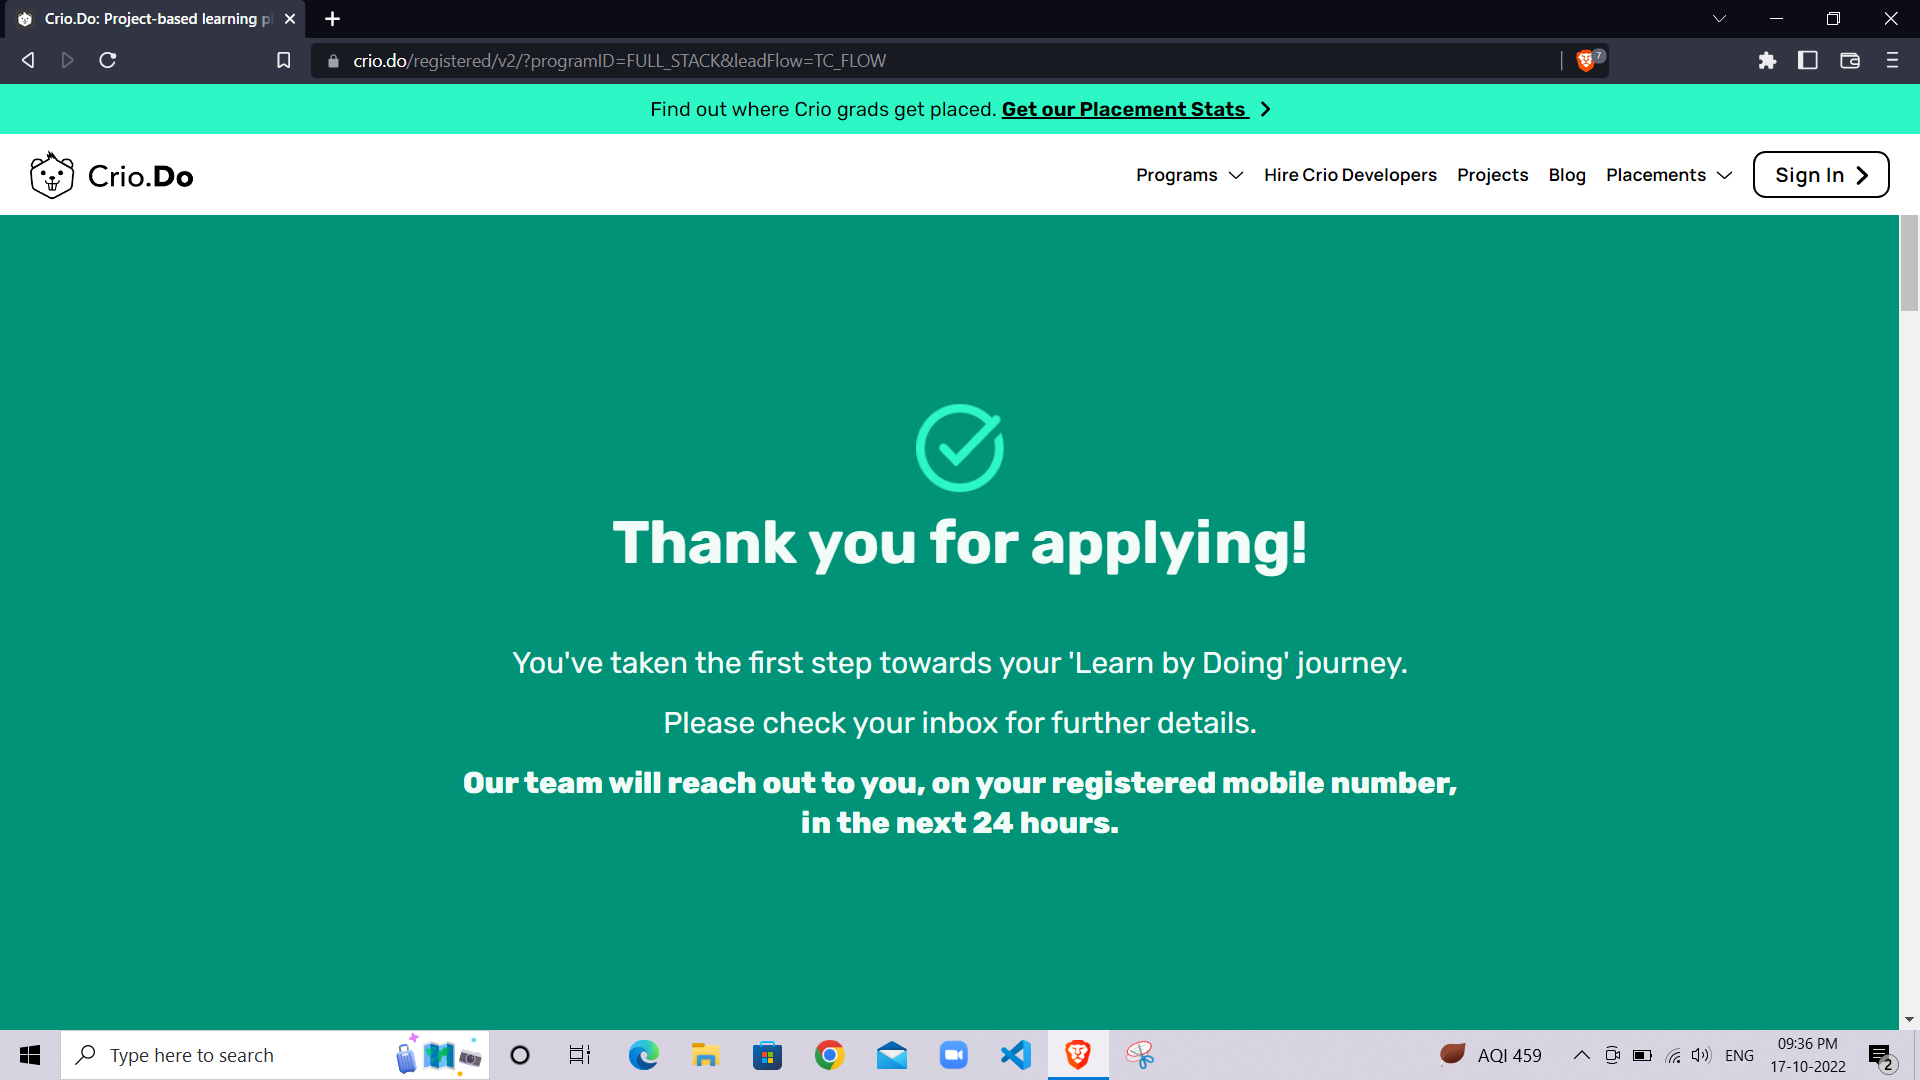 Crio.Do: Project-based learning p
crio.do/registered/v2/?programID=FULL_STACK&leadFlow=TC_FLOW
7
Find out where Crio grads get placed. Get our Placement Stats
Crio.Do
Programs
Hire Crio Developers
Projects
Blog
Placements
Sign In
Thank you for applying!
You've taken the first step towards your 'Learn by Doing' journey.
Please check your inbox for further details.
Our team will reach out to you, on your registered mobile number,
in the next 24 hours.
Type here to search
AQI 459
ENG
09:36 PM
17-10-2022
2